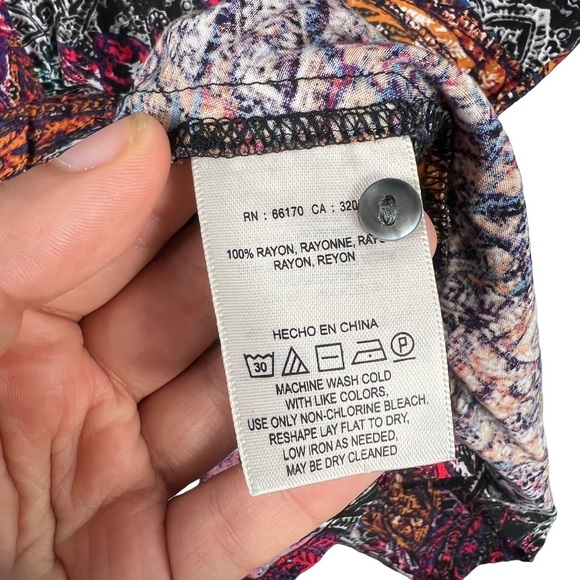 RN : 66170 CA : 320
100% RAYON, RAYONNE,
RAYON, REYON
HECHO EN CHINA
30 P
MACHINE WASH COLD
WITH LIKE COLORS,
USE ONLY NON-CHLORINE BLEACH,
RESHAPE LAY FLAT TO DRY,
LOW IRON AS NEEDED,
MAY BE DRY CLEANED